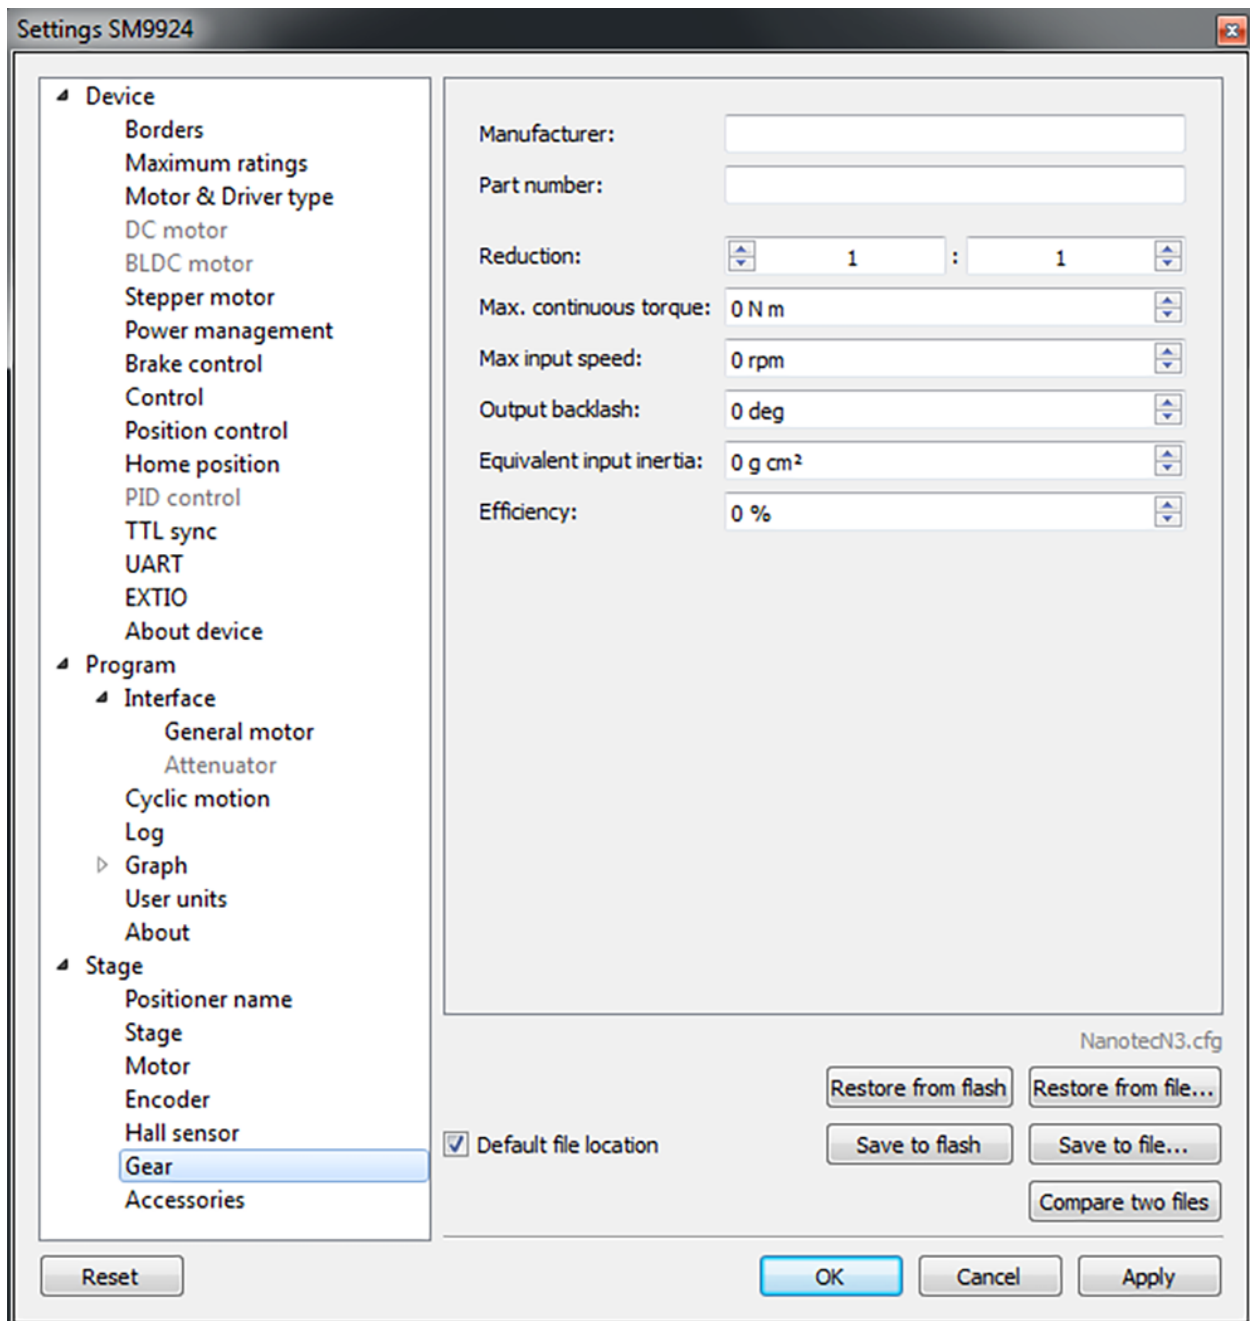 Settings SM9924
Device
Borders
Maximum ratings
Motor & Driver type
DC motor
BLDC motor
Stepper motor
Power management
Brake control
Control
Position control
Home position
PID control
TTL sync
UART
EXTIO
About device
Program
Interface
General motor
Attenuator
Cyclic motion
Log
Graph
User units
About
Stage
Positioner name
Stage
Motor
Encoder
Hall sensor
Gear
Accessories
Manufacturer:
Part number:
Reduction: 1 : 1
Max. continuous torque: 0 N m
Max input speed: 0 rpm
Output backlash: 0 deg
Equivalent input inertia: 0 g cm²
Efficiency: 0 %
NanotecN3.cfg
Restore from flash Restore from file...
Default file location Save to flash Save to file...
Compare two files
Reset OK Cancel Apply